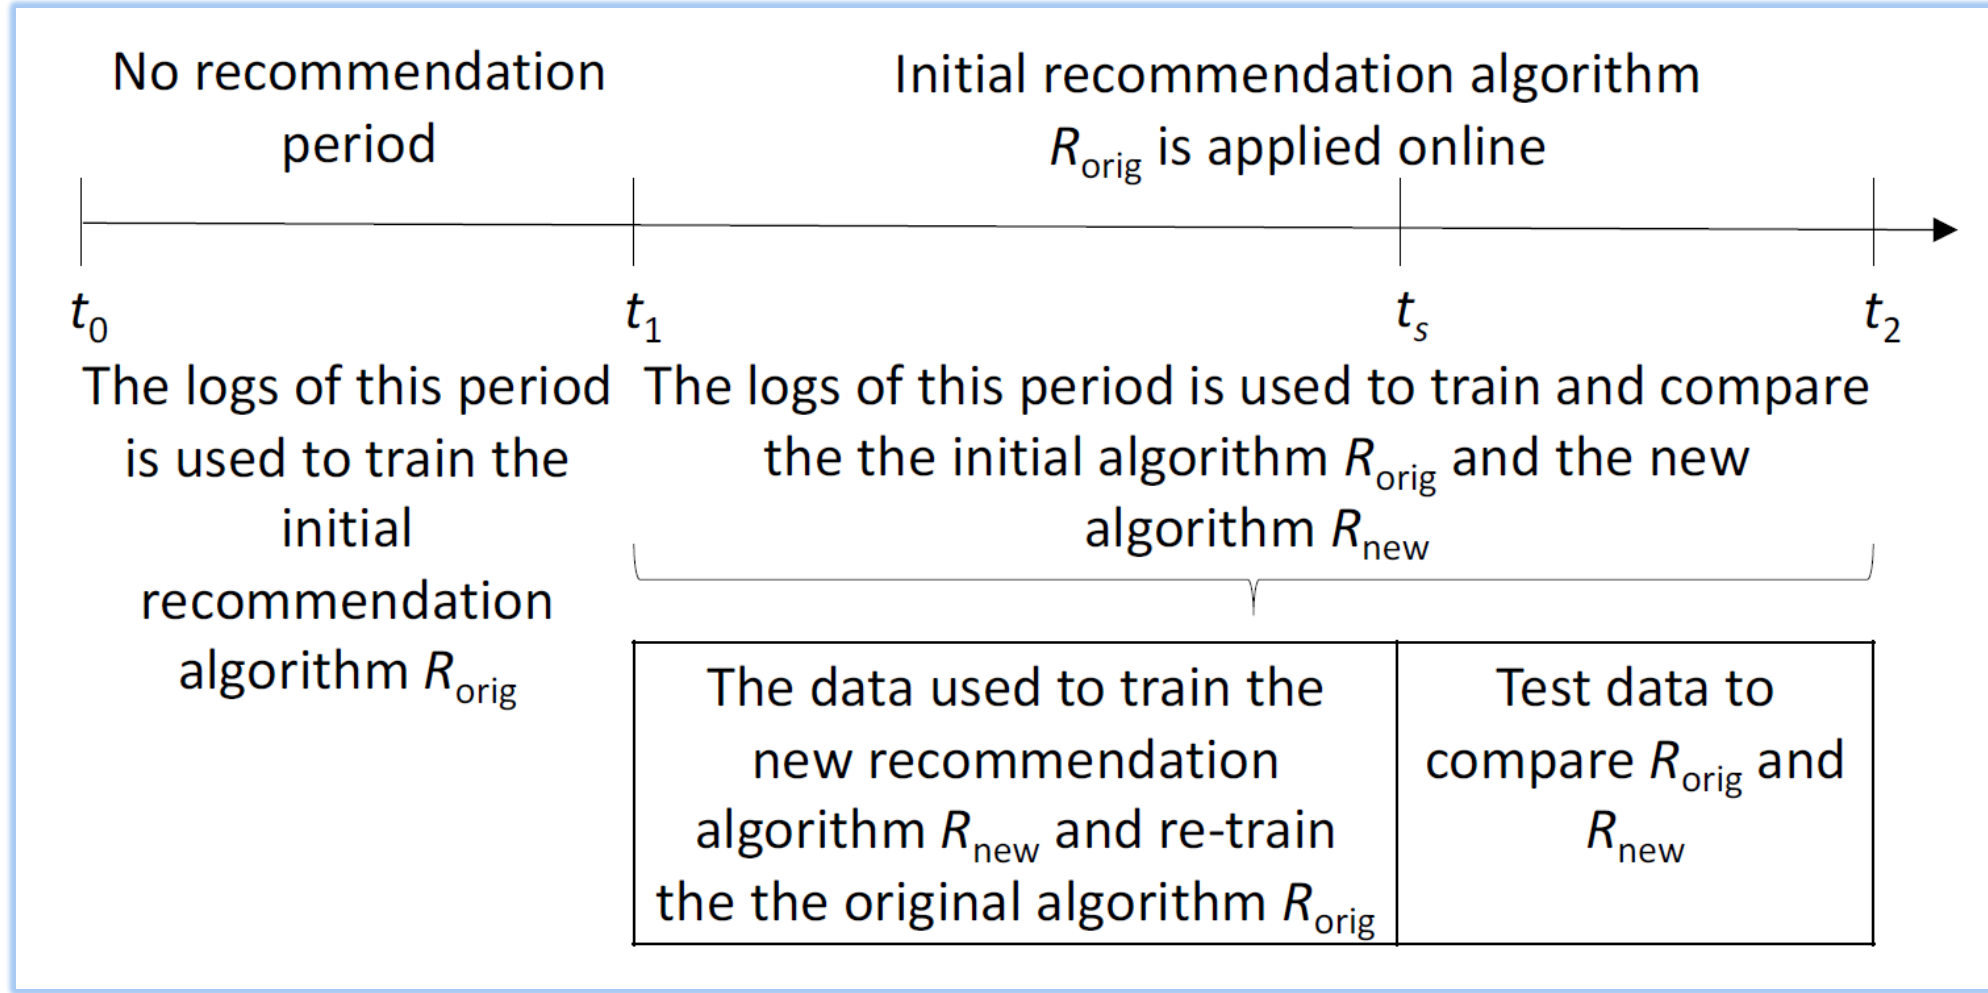 No recommendation
period
Initial recommendation algorithm
R_orig is applied online
t_0
t_1
t_s
t_2
The logs of this period
is used to train the
initial
recommendation
algorithm R_orig
The logs of this period is used to train and compare
the the initial algorithm R_orig and the new
algorithm R_new
The data used to train the
new recommendation
algorithm R_new and re-train
the the original algorithm R_orig
Test data to
compare R_orig and
R_new